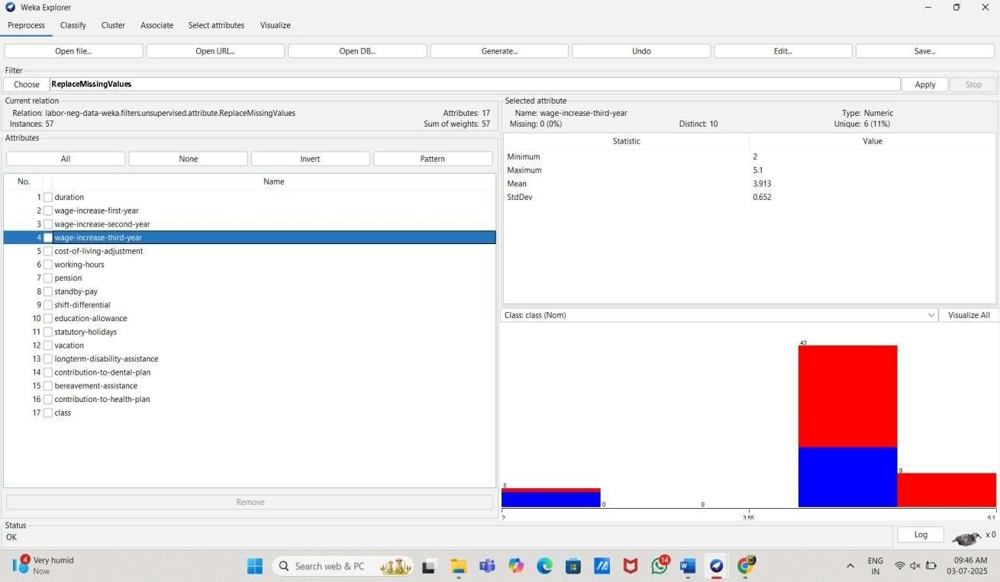 Weka Explorer
Preprocess Classify Cluster Associate Select attributes Visualize
Open file... Open URL... Open DB... Generate... Undo Edit... Save...
Filter
Choose ReplaceMissingValues Apply Stop
Current relation
Relation: labor-neg-data-weka.filters.unsupervised.attribute.ReplaceMissingValues Attributes: 17
Instances: 57 Sum of weights: 57
Attributes
All None Invert Pattern
No. Name
1 duration
2 wage-increase-first-year
3 wage-increase-second-year
4 wage-increase-third-year
5 cost-of-living-adjustment
6 working-hours
7 pension
8 standby-pay
9 shift-differential
10 education-allowance
11 statutory-holidays
12 vacation
13 longterm-disability-assistance
14 contribution-to-dental-plan
15 bereavement-assistance
16 contribution-to-health-plan
17 class
Remove
Selected attribute
Name: wage-increase-third-year Type: Numeric
Missing: 0 (0%) Distinct: 10 Unique: 6 (11%)
Statistic Value
Minimum 2
Maximum 5.1
Mean 3.913
StdDev 0.652
Class: class (Nom) Visualize All
43
9
5
0 0
2 3.55 5.1
Status
OK
Log x 0
4 Very humid
Now
Search web & PC
14
ENG
IN
09:46 AM
03-07-2025